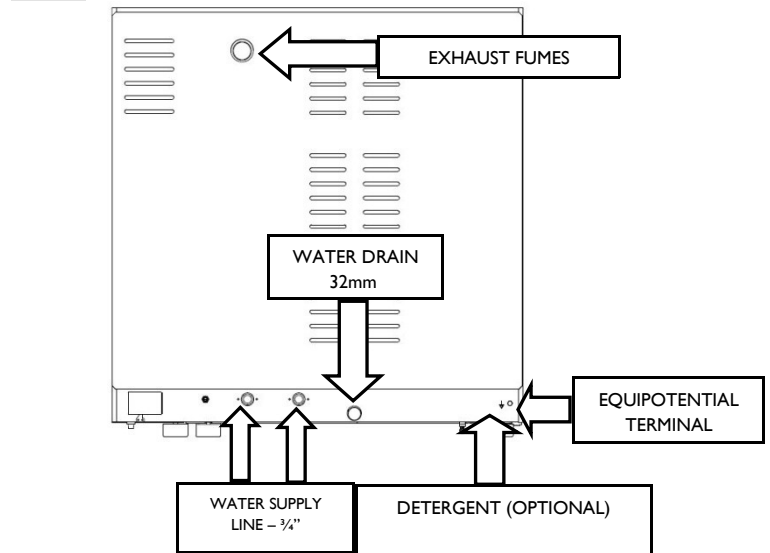 EXHAUST FUMES
WATER DRAIN
32mm
EQUIPOTENTIAL
TERMINAL
WATER SUPPLY
LINE – ¾”
DETERGENT (OPTIONAL)